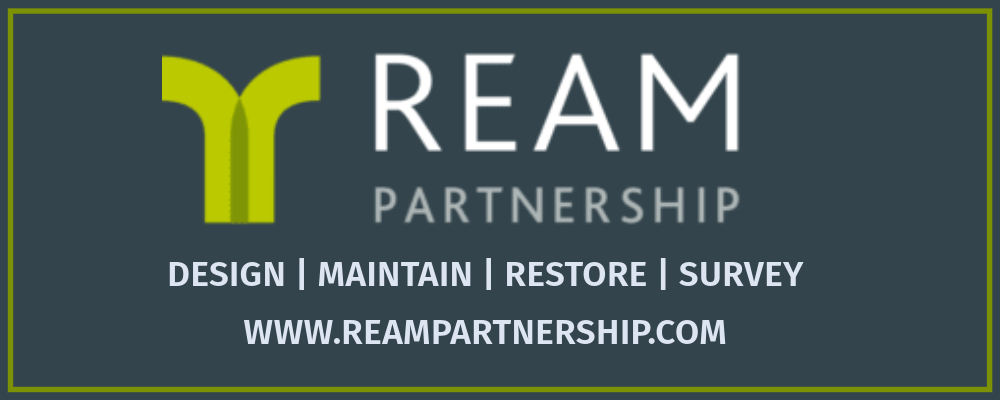 REAM
PARTNERSHIP
DESIGN | MAINTAIN | RESTORE | SURVEY
WWW.REAMPARTNERSHIP.COM